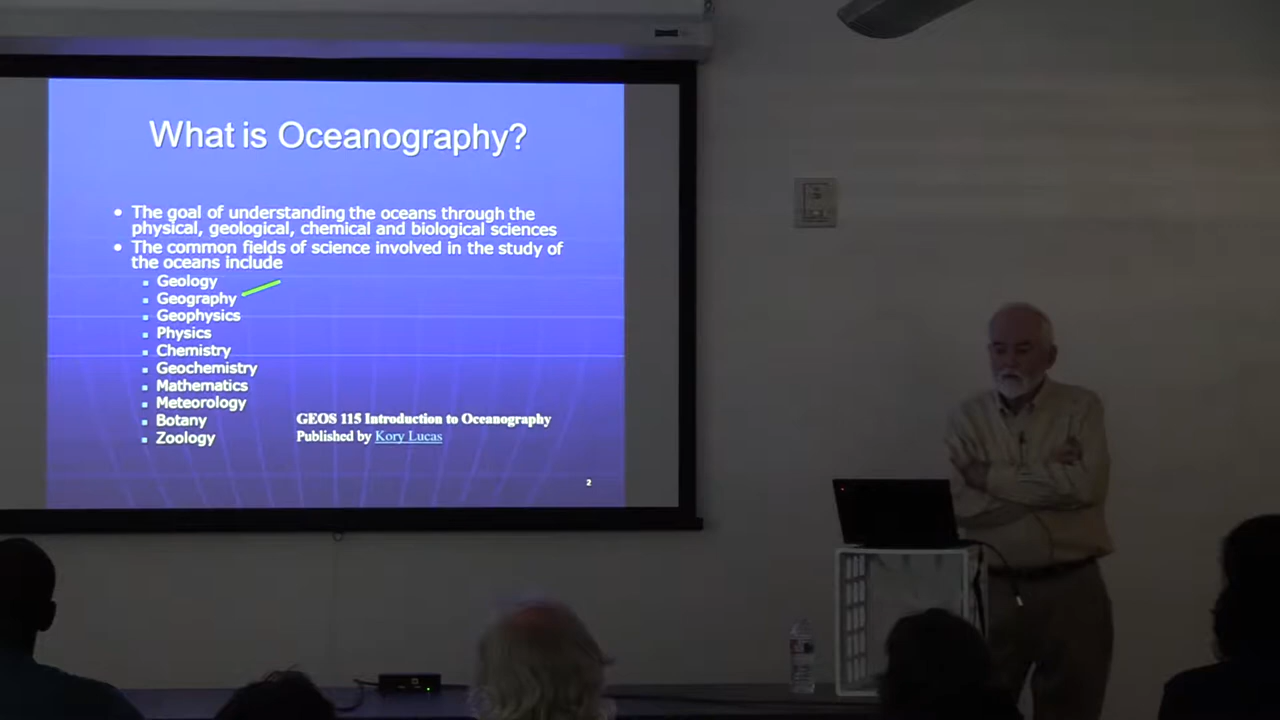 What is Oceanography?
• The goal of understanding the oceans through the
physical, geological, chemical and biological sciences
• The common fields of science involved in the study of
the oceans include
Geology
Geography
Geophysics
Physics
Chemistry
Geochemistry
Mathematics
Meteorology
Botany
Zoology
GEOS 115 Introduction to Oceanography
Published by Kory Lucas
2